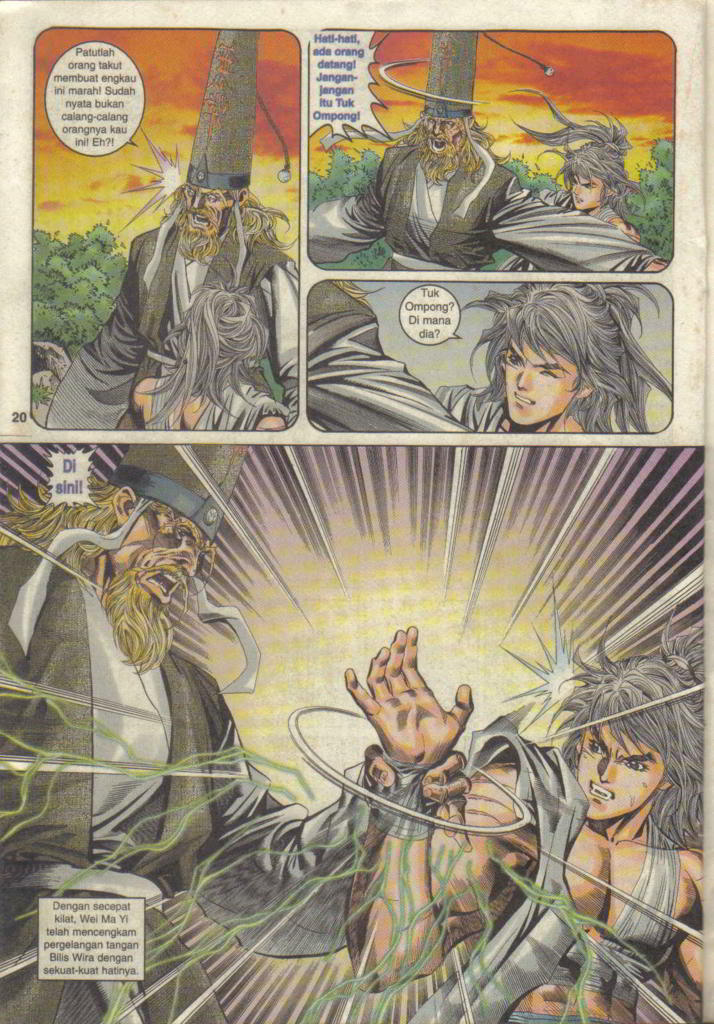 Patutlah
orang takut
membuat engkau
ini marah! Sudah
nyata bukan
calang-calang
orangnya kau
ini! Eh?!
Hati-hati,
ada orang
datang!
Jangan-
jangan
itu Tuk
Ompong!
Tuk
Ompong?
Di mana
dia?
20
Di
sini!
Dengan secepat
kilat, Wei Ma Yi
telah mencengkam
pergelangan tangan
Bilis Wira dengan
sekuat-kuat hatinya.